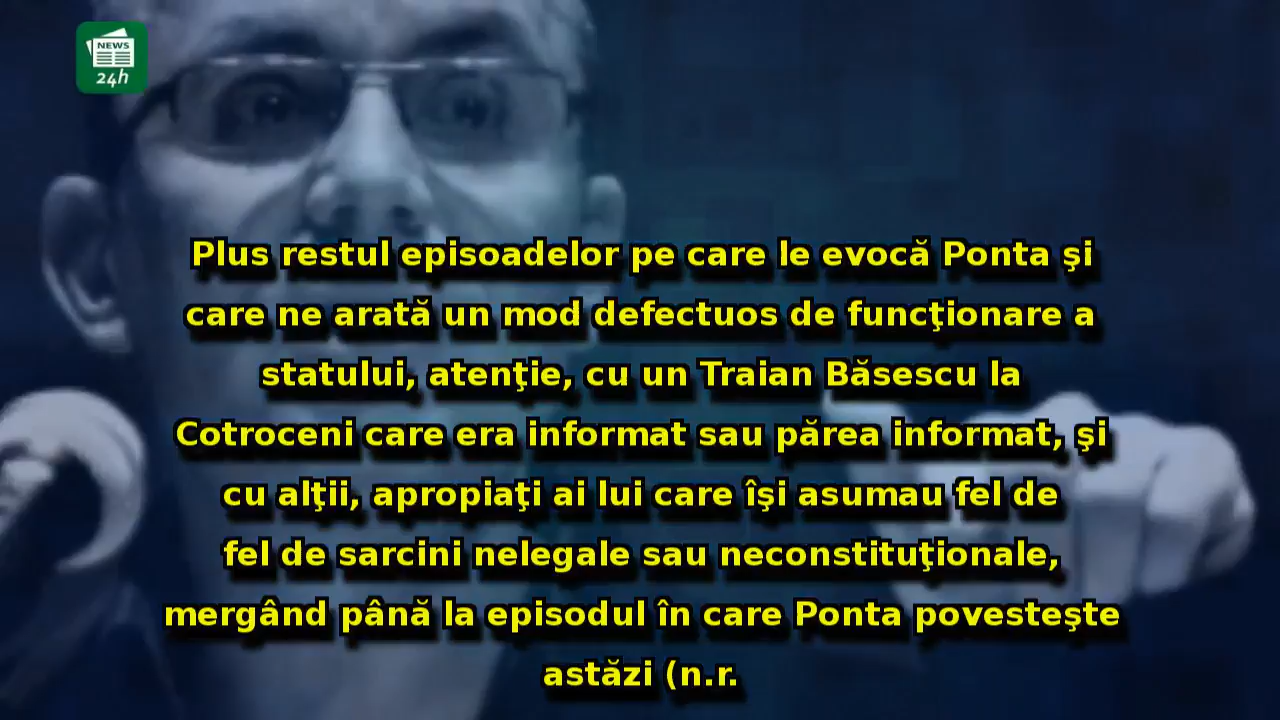 NEWS
24h
Plus restul episoadelor pe care le evocă Ponta şi
care ne arată un mod defectuos de funcţionare a
statului, atenţie, cu un Traian Băsescu la
Cotroceni care era informat sau părea informat, şi
cu alţii, apropiaţi ai lui care îşi asumau fel de
fel de sarcini nelegale sau neconstituţionale,
mergând până la episodul în care Ponta povesteşte
astăzi (n.r.